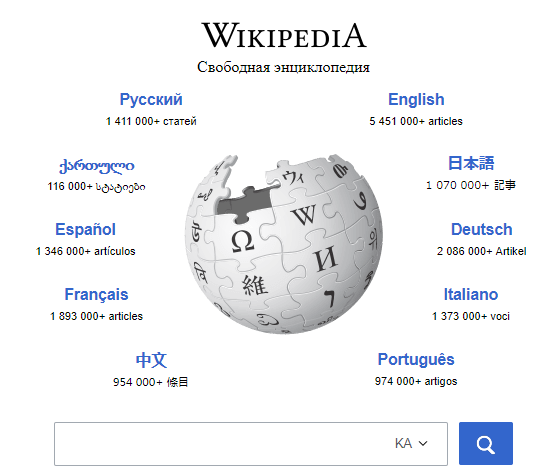 WIKIPEDIA
Свободная энциклопедия
Русский
1 411 000+ статей
English
5 451 000+ articles
ქართული
116 000+ სტატიები
日本語
1 070 000+ 記事
Español
1 346 000+ artículos
Deutsch
2 086 000+ Artikel
Français
1 893 000+ articles
Italiano
1 373 000+ voci
中文
954 000+ 條目
Português
974 000+ artigos
Ω
W
И
維
KA